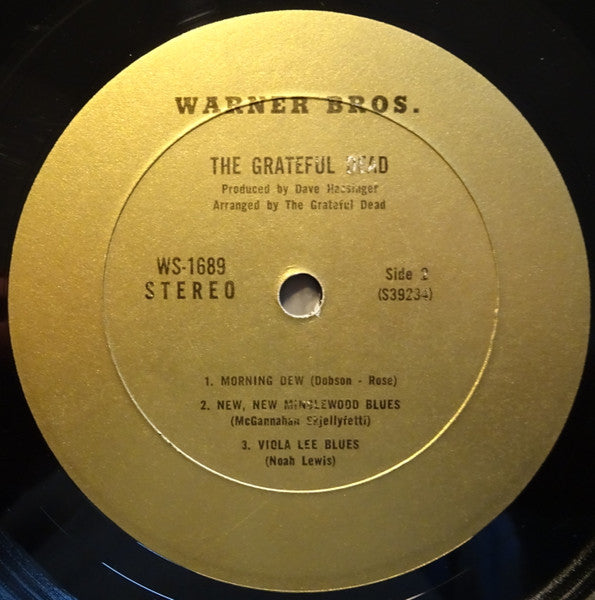 WARNER BROS.
THE GRATEFUL DEAD
Produced by Dave Hassinger
Arranged by The Grateful Dead
WS-1689
STEREO
Side 2
(S39234)
1. MORNING DEW (Dobson - Rose)
2. NEW, NEW MINGLEWOOD BLUES
(McGannahan Skjellyfetti)
3. VIOLA LEE BLUES
(Noah Lewis)